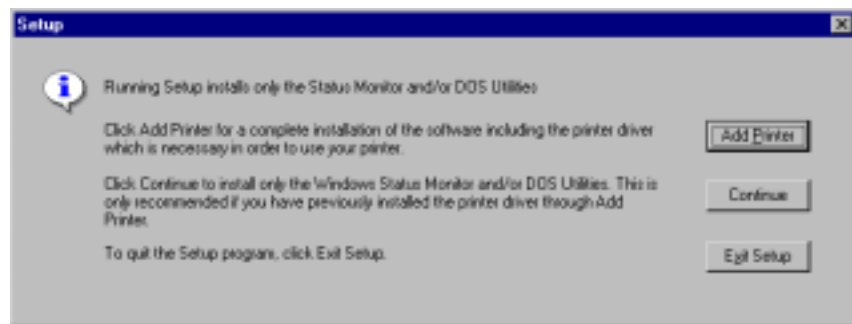 Setup
Running Setup installs only the Status Monitor and/or DOS Utilities
Click Add Printer for a complete installation of the software including the printer driver
which is necessary in order to use your printer.
Add Printer
Click Continue to install only the Windows Status Monitor and/or DOS Utilities. This is
only recommended if you have previously installed the printer driver through Add
Printer.
Continue
To quit the Setup program, click Exit Setup.
Exit Setup